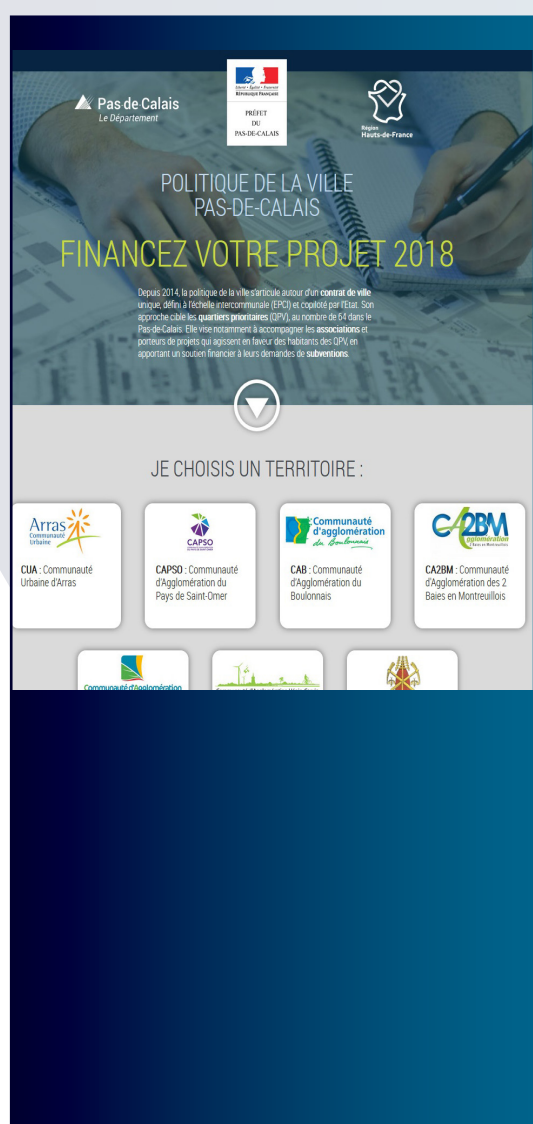 Pas de Calais
Le Département
Liberté • Égalité • Fraternité
RÉPUBLIQUE FRANÇAISE
PRÉFET
DU
PAS-DE-CALAIS
Région
Hauts-de-France
POLITIQUE DE LA VILLE
PAS-DE-CALAIS
FINANCEZ VOTRE PROJET 2018
Depuis 2014, la politique de la ville s'articule autour d'un contrat de ville
unique, défini à l'échelle intercommunale (EPCI) et copiloté par l'Etat. Son
approche cible les quartiers prioritaires (QPV), au nombre de 64 dans le
Pas-de-Calais. Elle vise notamment à accompagner les associations et
porteurs de projets qui agissent en faveur des habitants des QPV, en
apportant un soutien financier à leurs demandes de subventions.
JE CHOISIS UN TERRITOIRE :
Arras
Communauté
Urbaine
CUA : Communauté
Urbaine d'Arras
CAPSO
CAPSO : Communauté
d'Agglomération du
Pays de Saint-Omer
Communauté
d'agglomération
du Boulonnais
CAB : Communauté
d'Agglomération du
Boulonnais
CA2BM
agglomération
CA2BM : Communauté
d'Agglomération des 2
Baies en Montreuillois
Communauté d'Agglomération